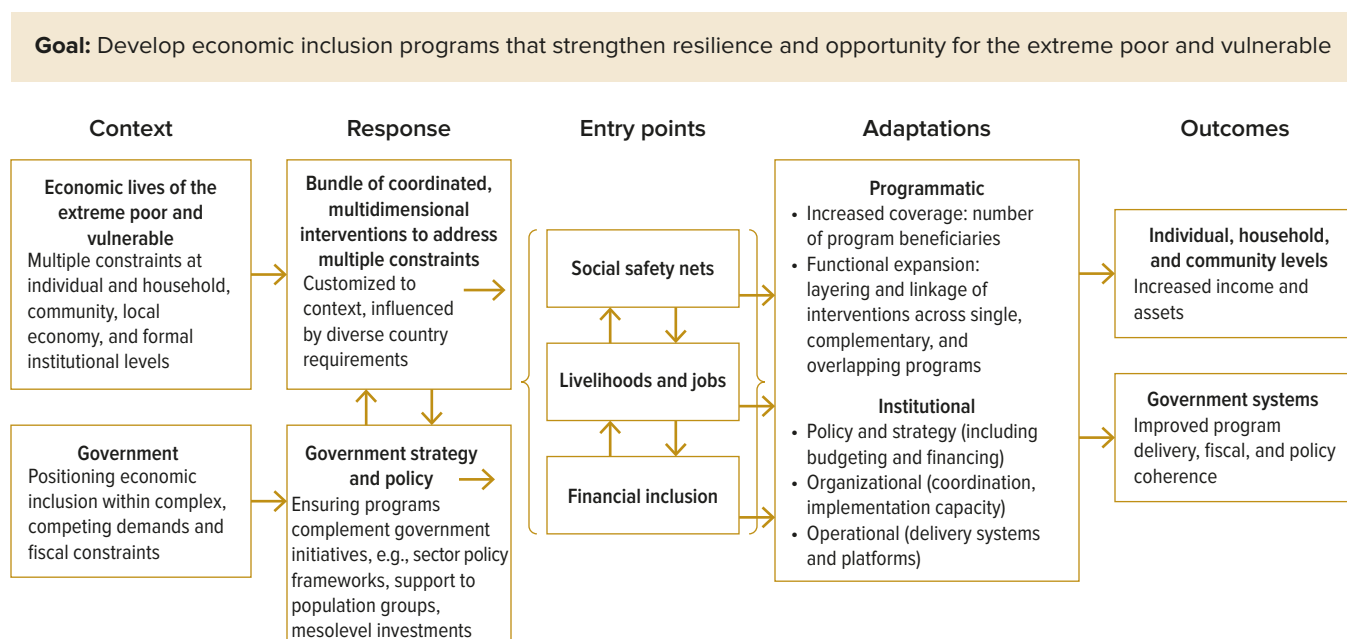 Goal: Develop economic inclusion programs that strengthen resilience and opportunity for the extreme poor and vulnerable
Context
Response
Entry points
Adaptations
Outcomes
Economic lives of the
extreme poor and
vulnerable
Multiple constraints at
individual and household,
community, local
economy, and formal
institutional levels
Government
Positioning economic
inclusion within complex,
competing demands and
fiscal constraints
Bundle of coordinated,
multidimensional
interventions to address
multiple constraints
Customized to
context, influenced
by diverse country
requirements
Government strategy
and policy
Ensuring programs
complement government
initiatives, e.g., sector policy
frameworks, support to
population groups,
mesolevel investments
Social safety nets
Livelihoods and jobs
Financial inclusion
Programmatic
• Increased coverage: number
of program beneficiaries
• Functional expansion:
layering and linkage of
interventions across single,
complementary, and
overlapping programs
Institutional
• Policy and strategy (including
budgeting and financing)
• Organizational (coordination,
implementation capacity)
• Operational (delivery systems
and platforms)
Individual, household,
and community levels
Increased income and
assets
Government systems
Improved program
delivery, fiscal, and policy
coherence